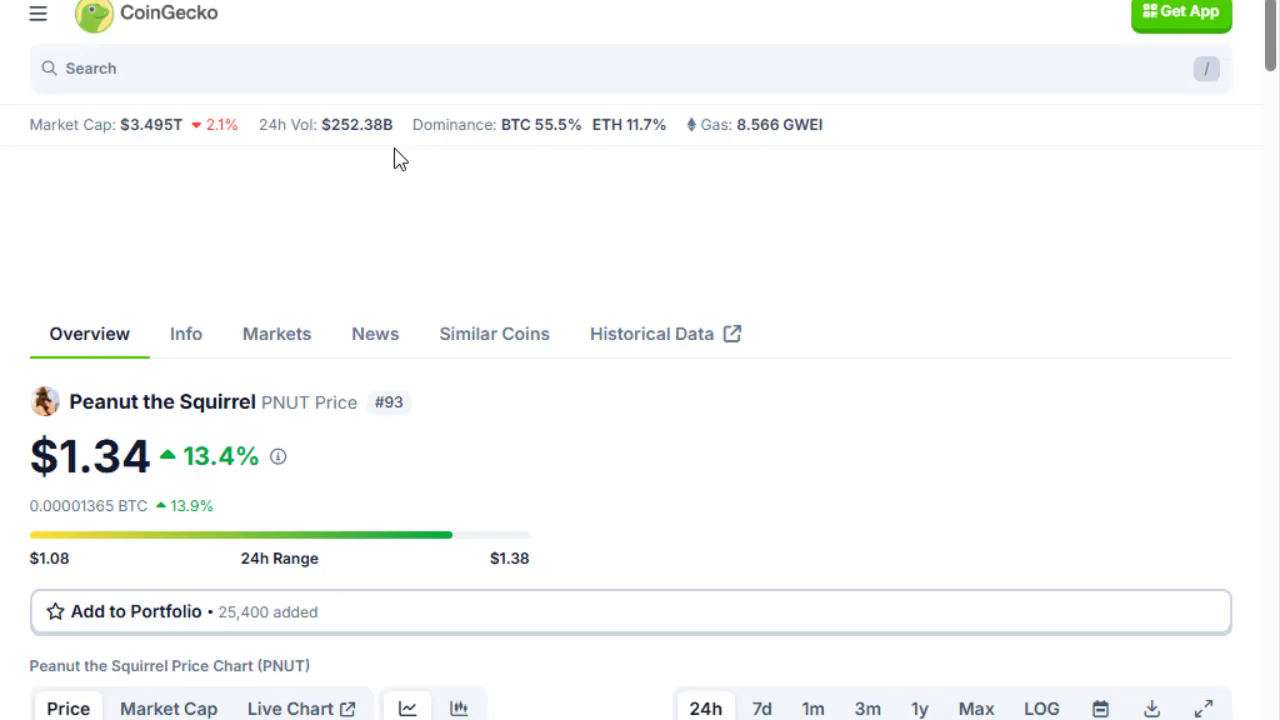 CoinGecko
Get App
Search /
Market Cap: $3.495T 2.1% 24h Vol: $252.38B Dominance: BTC 55.5% ETH 11.7% Gas: 8.566 GWEI
Overview Info Markets News Similar Coins Historical Data
Peanut the Squirrel PNUT Price #93
$1.34 13.4%
0.00001365 BTC 13.9%
$1.08 24h Range $1.38
Add to Portfolio • 25,400 added
Peanut the Squirrel Price Chart (PNUT)
Price Market Cap Live Chart 24h 7d 1m 3m 1y Max LOG